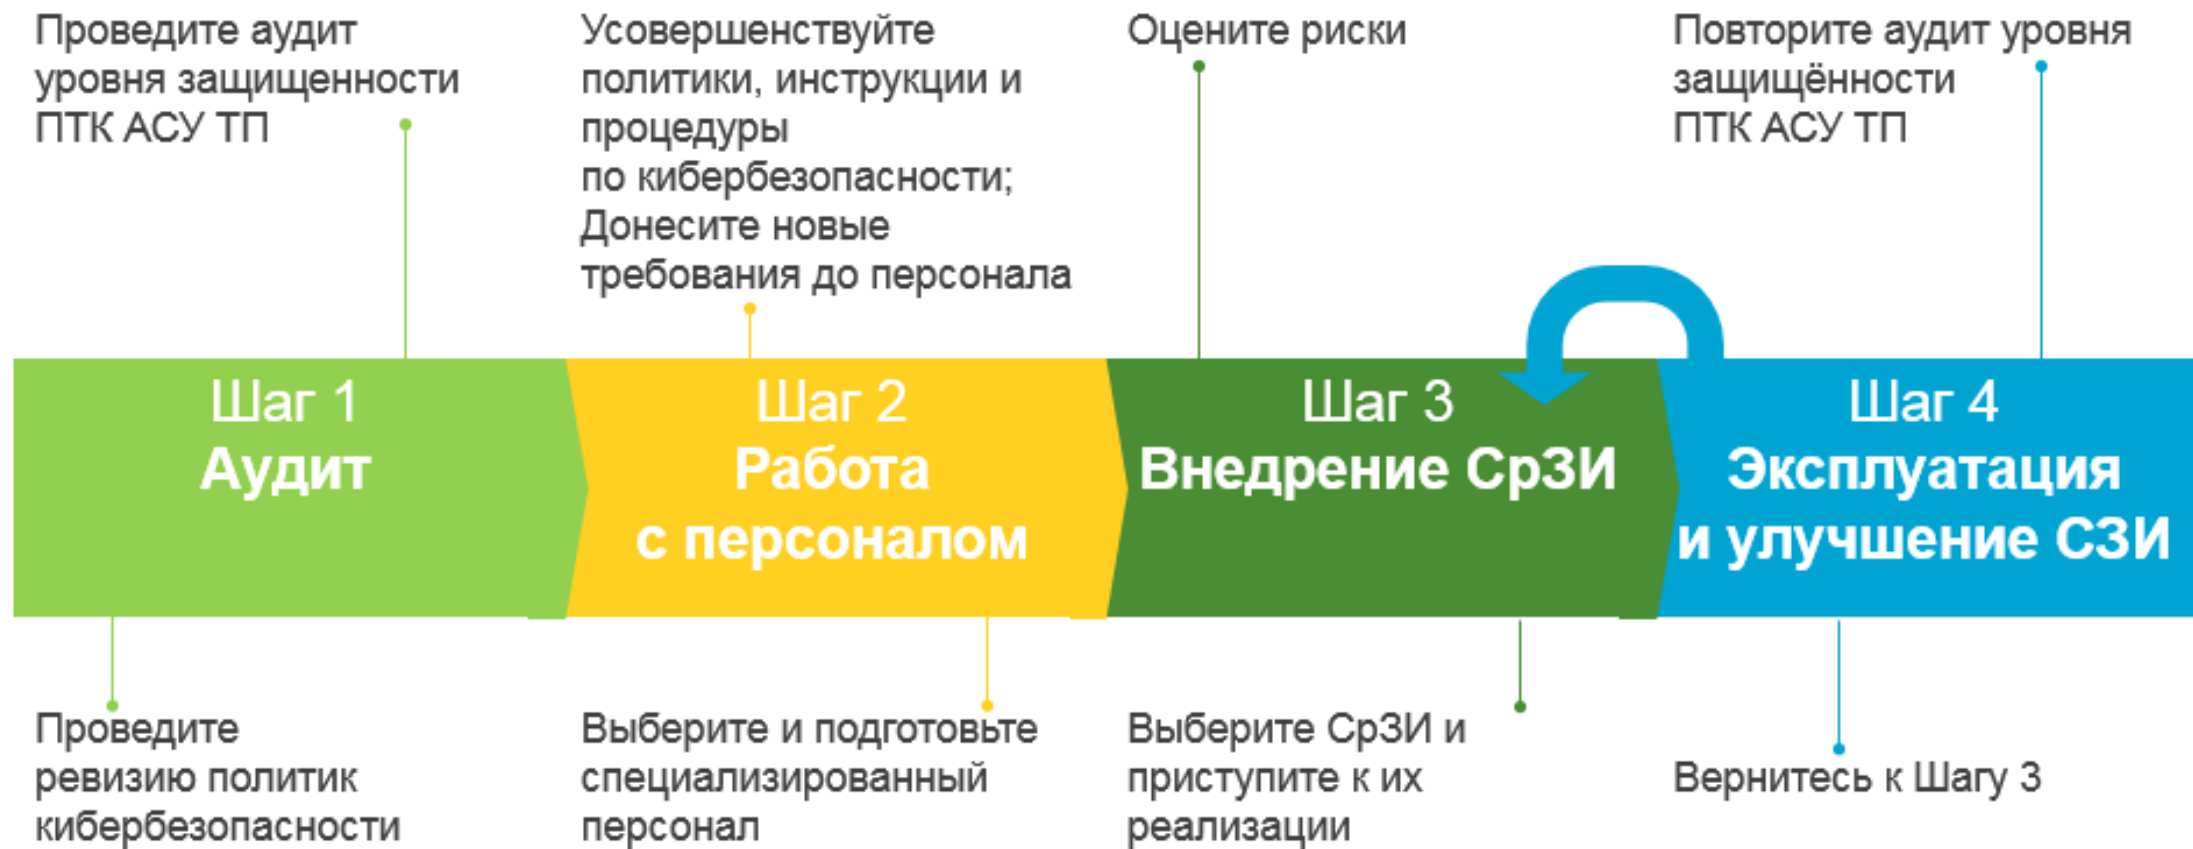 Проведите аудит
уровня защищенности
ПТК АСУ ТП
Усовершенствуйте
политики, инструкции и
процедуры
по кибербезопасности;
Донесите новые
требования до персонала
Оцените риски
Повторите аудит уровня
защищённости
ПТК АСУ ТП
Шаг 1
Аудит
Шаг 2
Работа
с персоналом
Шаг 3
Внедрение СрЗИ
Шаг 4
Эксплуатация
и улучшение СЗИ
Проведите
ревизию политик
кибербезопасности
Выберите и подготовьте
специализированный
персонал
Выберите СрЗИ и
приступите к их
реализации
Вернитесь к Шагу 3